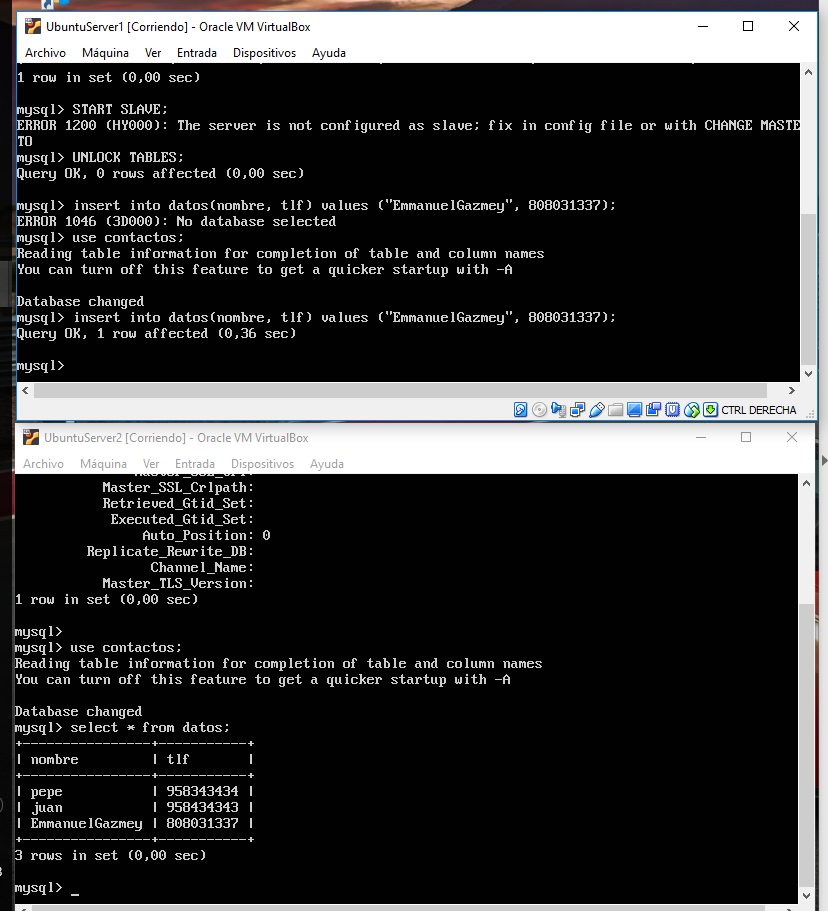 UbuntuServer1 [Corriendo] - Oracle VM VirtualBox
Archivo Máquina Ver Entrada Dispositivos Ayuda
1 row in set (0,00 sec)
mysql> START SLAVE;
ERROR 1200 (HY000): The server is not configured as slave; fix in config file or with CHANGE MASTE
TO
mysql> UNLOCK TABLES;
Query OK, 0 rows affected (0,00 sec)
mysql> insert into datos(nombre, tlf) values ("EmmanuelGazmey", 808031337);
ERROR 1046 (3D000): No database selected
mysql> use contactos;
Reading table information for completion of table and column names
You can turn off this feature to get a quicker startup with -A
Database changed
mysql> insert into datos(nombre, tlf) values ("EmmanuelGazmey", 808031337);
Query OK, 1 row affected (0,36 sec)
mysql>
CTRL DERECHA
UbuntuServer2 [Corriendo] - Oracle VM VirtualBox
Archivo Máquina Ver Entrada Dispositivos Ayuda
Master_SSL_Crlpath:
Retrieved_Gtid_Set:
Executed_Gtid_Set:
Auto_Position: 0
Replicate_Rewrite_DB:
Channel_Name:
Master_TLS_Version:
1 row in set (0,00 sec)
mysql>
mysql> use contactos;
Reading table information for completion of table and column names
You can turn off this feature to get a quicker startup with -A
Database changed
mysql> select * from datos;
+----------------+-----------+
| nombre | tlf |
+----------------+-----------+
| pepe | 958343434 |
| juan | 958434343 |
| EmmanuelGazmey | 808031337 |
+----------------+-----------+
3 rows in set (0,00 sec)
mysql> _